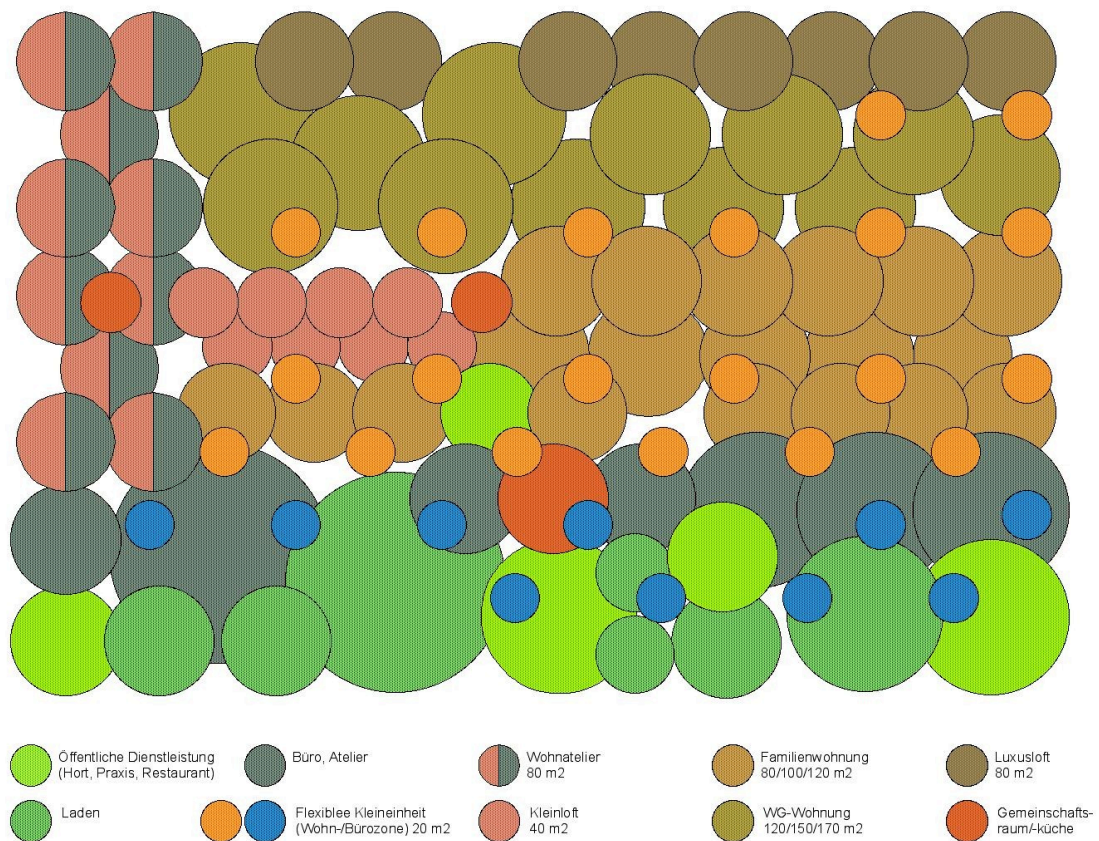 Öffentliche Dienstleistung
(Hort, Praxis, Restaurant)
Büro, Atelier
Wohnatelier
80 m2
Familienwohnung
80/100/120 m2
Luxusloft
80 m2
Laden
Flexiblee Kleineinheit
(Wohn-/Bürozone) 20 m2
Kleinloft
40 m2
WG-Wohnung
120/150/170 m2
Gemeinschafts-
raum/-küche